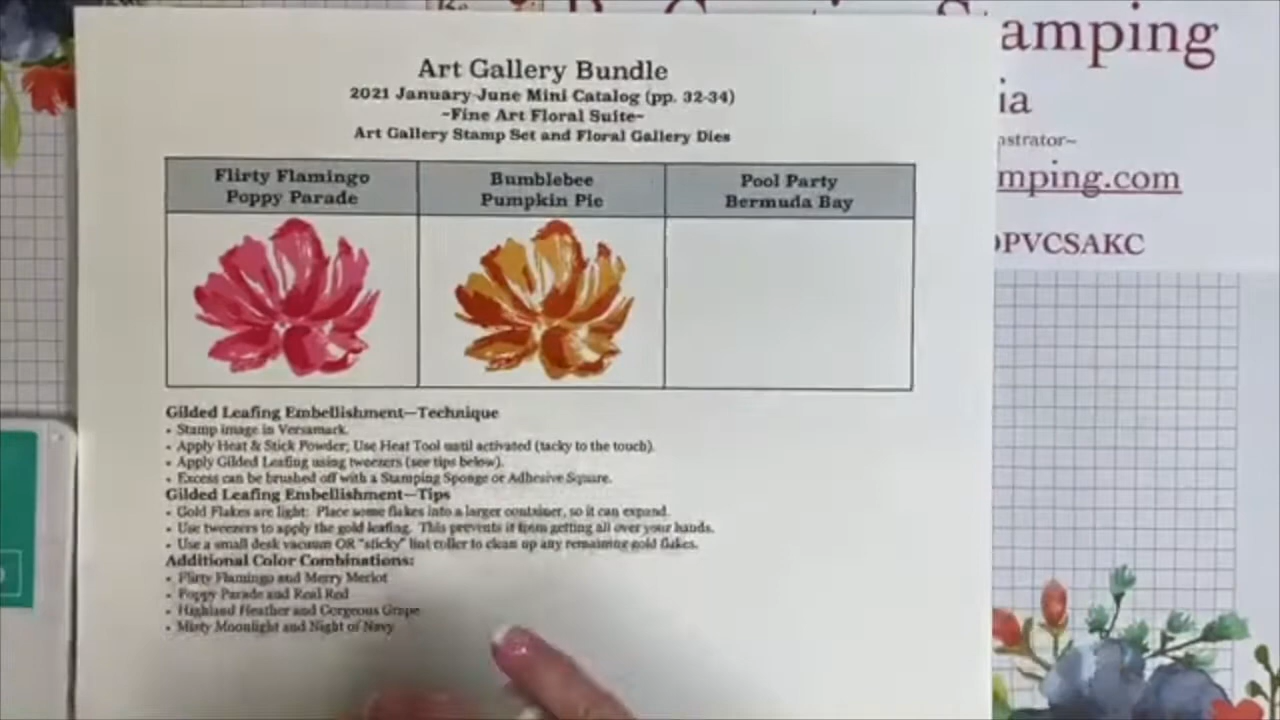 Art Gallery Bundle
2021 January-June Mini Catalog (pp. 32-34)
~Fine Art Floral Suite~
Art Gallery Stamp Set and Floral Gallery Dies
Flirty Flamingo
Poppy Parade
Bumblebee
Pumpkin Pie
Pool Party
Bermuda Bay
Gilded Leafing Embellishment—Technique
• Stamp image in Versamark.
• Apply Heat & Stick Powder; Use Heat Tool until activated (tacky to the touch).
• Apply Gilded Leafing using tweezers (see tips below).
• Excess can be brushed off with a Stamping Sponge or Adhesive Square.
Gilded Leafing Embellishment—Tips
• Gold Flakes are light: Place some flakes into a larger container, so it can expand.
• Use tweezers to apply the gold leafing. This prevents it from getting all over your hands.
• Use a small desk vacuum OR "sticky" lint roller to clean up any remaining gold flakes.
Additional Color Combinations:
• Flirty Flamingo and Merry Merlot
• Poppy Parade and Real Red
• Highland Heather and Gorgeous Grape
• Misty Moonlight and Night of Navy
amping
ia
nstrator~
mping.com
PVCSAKC